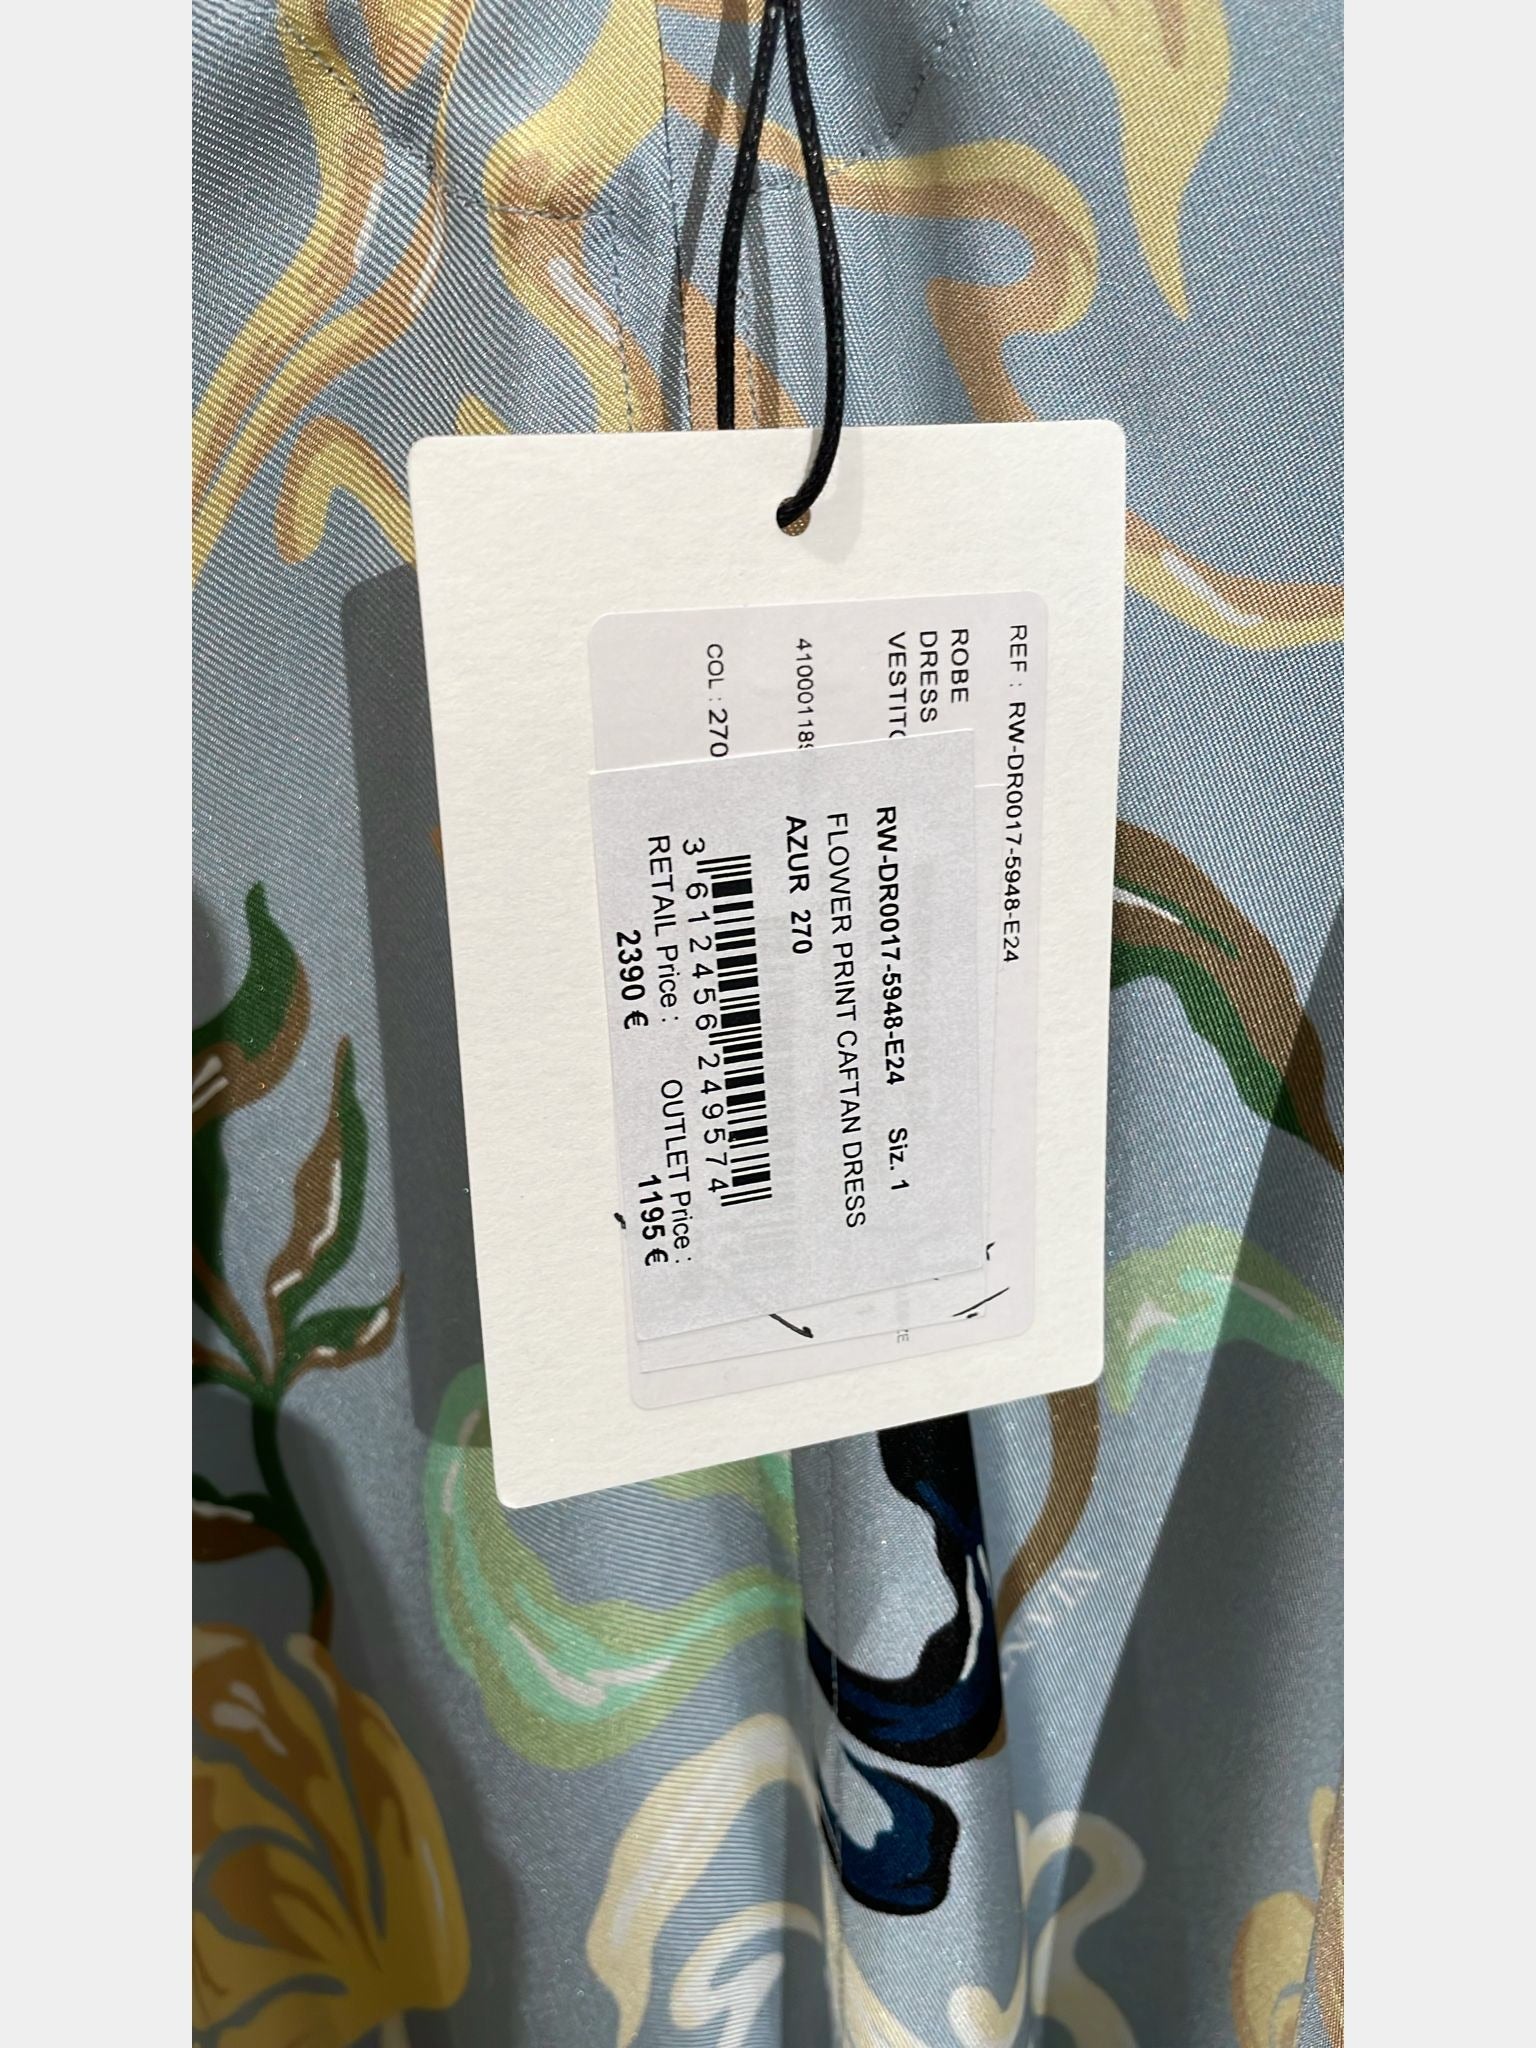 REF : RW-DR0017-5948-E24
ROBE
DRESS
VESTITO
41000118
COL : 270
RW-DR0017-5948-E24 Siz. 1
FLOWER PRINT CAFTAN DRESS
AZUR 270
3 612456 249574
RETAIL Price : OUTLET Price :
2390 € 1195 €